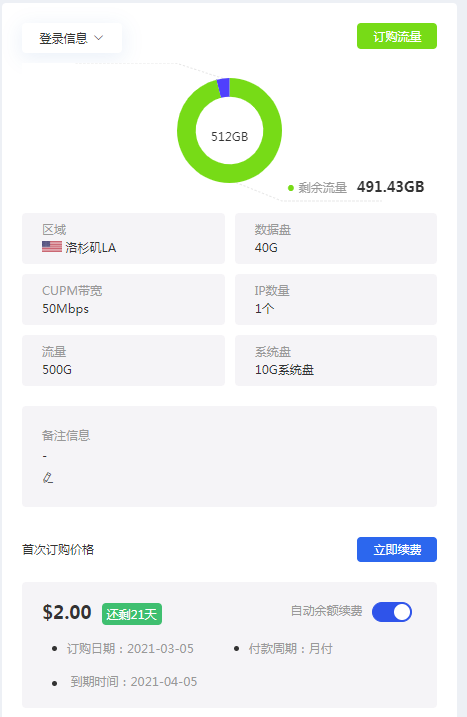 登录信息
订购流量
512GB
剩余流量 491.43GB
区域
洛杉矶LA
数据盘
40G
CUPM带宽
50Mbps
IP数量
1个
流量
500G
系统盘
10G系统盘
备注信息
-
首次订购价格
立即续费
$2.00 还剩21天
自动余额续费
订购日期：2021-03-05
付款周期：月付
到期时间：2021-04-05